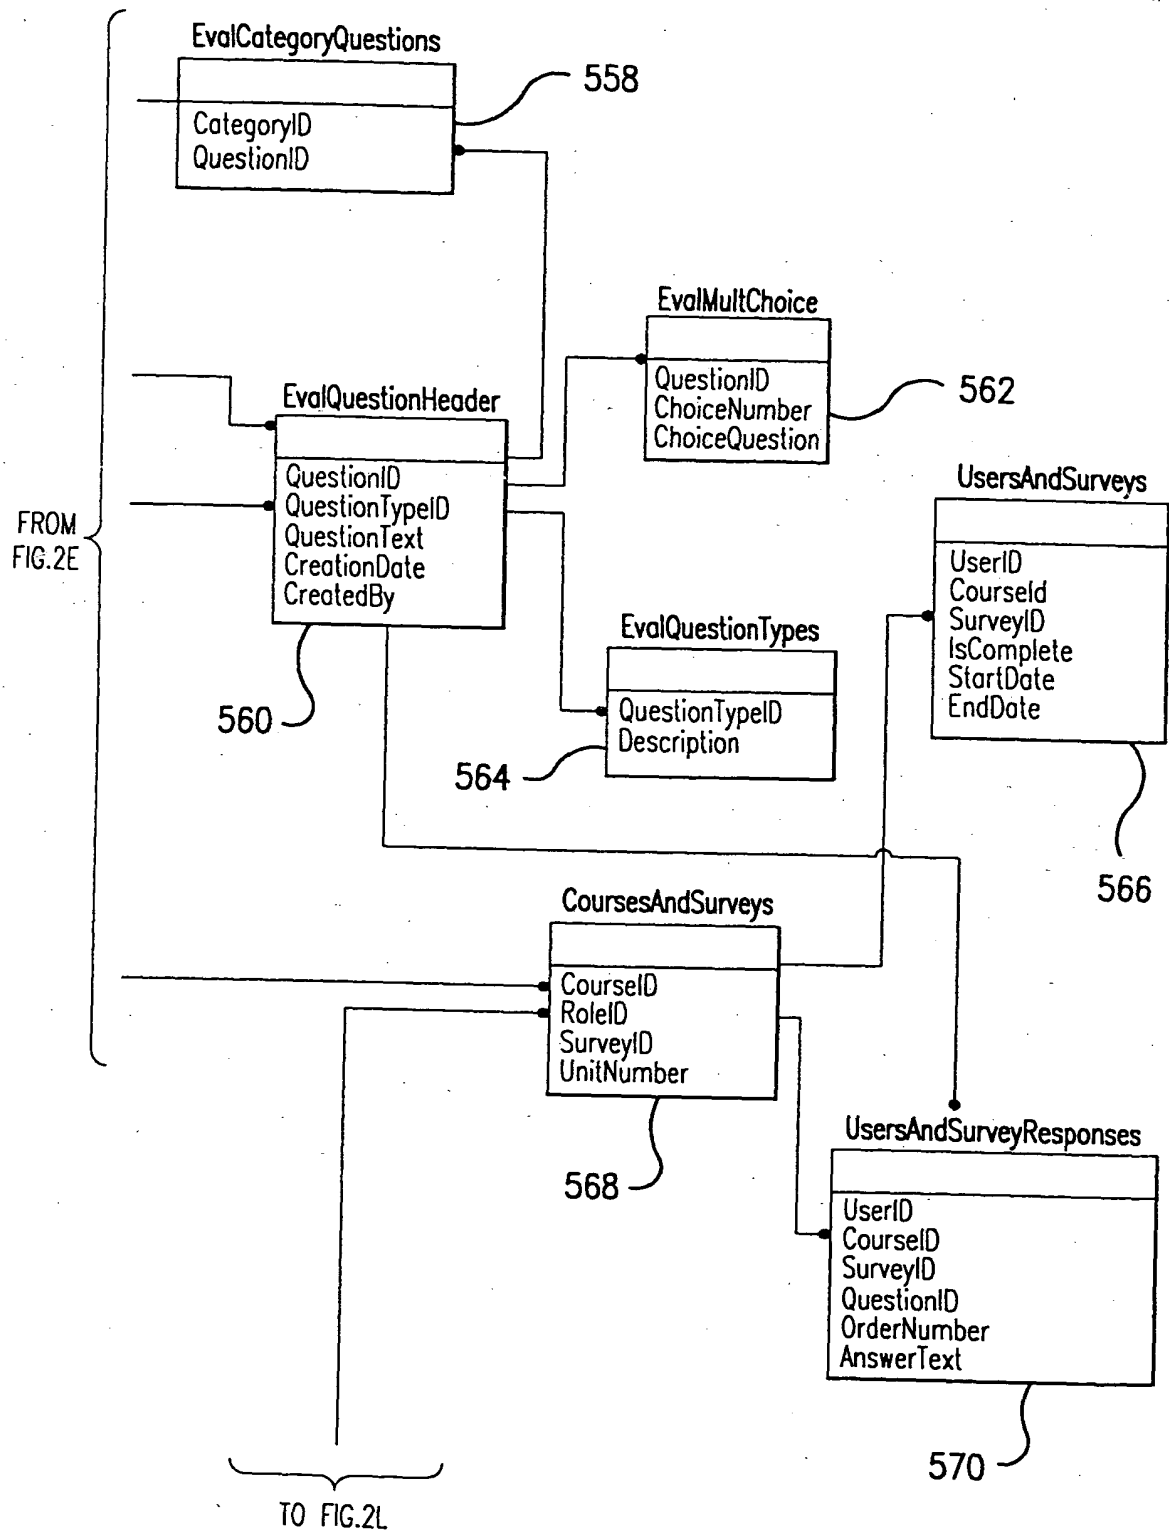 EvalCategoryQuestions
558
CategoryID
QuestionID
EvalMultChoice
QuestionID
ChoiceNumber
ChoiceQuestion
562
EvalQuestionHeader
QuestionID
QuestionTypeID
QuestionText
CreationDate
CreatedBy
560
FROM
FIG.2E
UsersAndSurveys
UserID
CourseId
SurveyID
IsComplete
StartDate
EndDate
566
EvalQuestionTypes
QuestionTypeID
Description
564
CoursesAndSurveys
CourseID
RoleID
SurveyID
UnitNumber
568
UsersAndSurveyResponses
UserID
CourseID
SurveyID
QuestionID
OrderNumber
AnswerText
570
TO FIG.2L